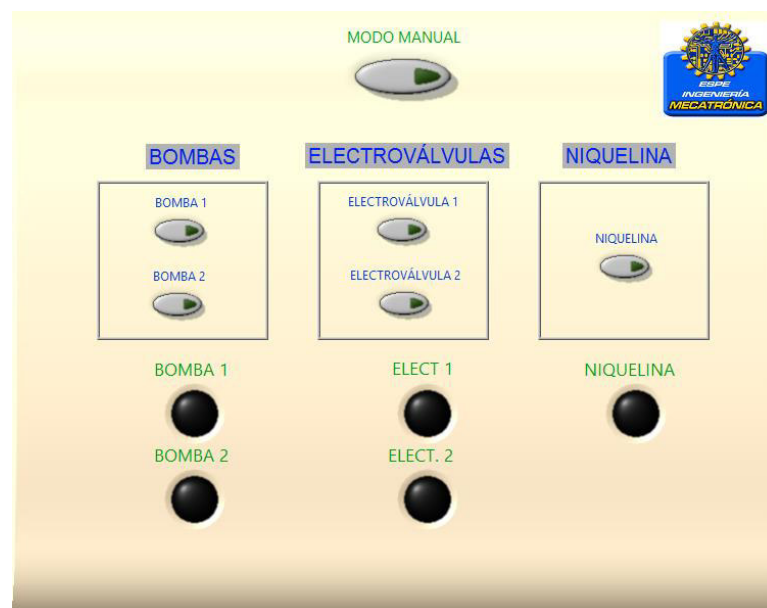 MODO MANUAL
ESPE
INGENIERÍA
MECATRÓNICA
BOMBAS
ELECTROVÁLVULAS
NIQUELINA
BOMBA 1
ELECTROVÁLVULA 1
NIQUELINA
BOMBA 2
ELECTROVÁLVULA 2
BOMBA 1
ELECT 1
NIQUELINA
BOMBA 2
ELECT. 2